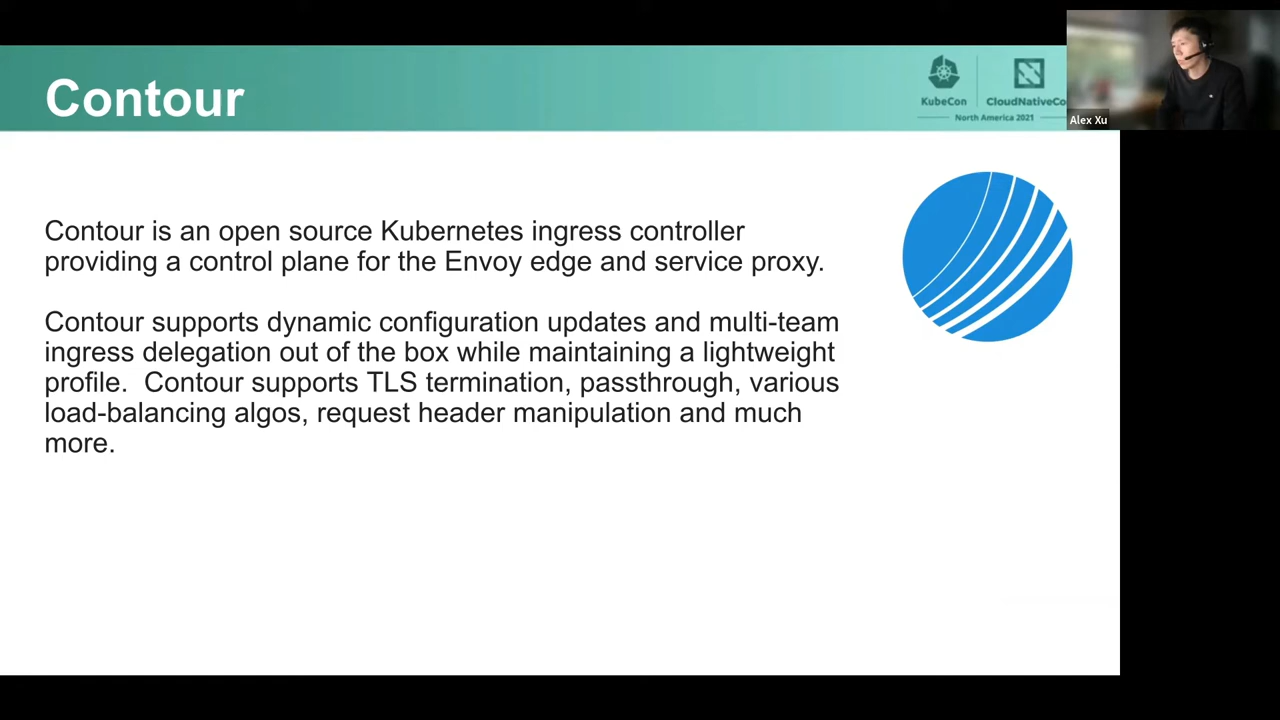 Contour
KubeCon
CloudNativeCo
North America 2021
Alex Xu
Contour is an open source Kubernetes ingress controller
providing a control plane for the Envoy edge and service proxy.
Contour supports dynamic configuration updates and multi-team
ingress delegation out of the box while maintaining a lightweight
profile.  Contour supports TLS termination, passthrough, various
load-balancing algos, request header manipulation and much
more.